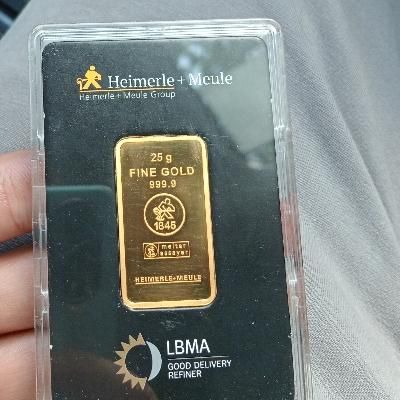 Heimerle + Meule
Heimerle + Meule Group
25 g
FINE GOLD
999.9
1845
melter
assayer
HEIMERLE+MEULE
LBMA
GOOD DELIVERY
REFINER